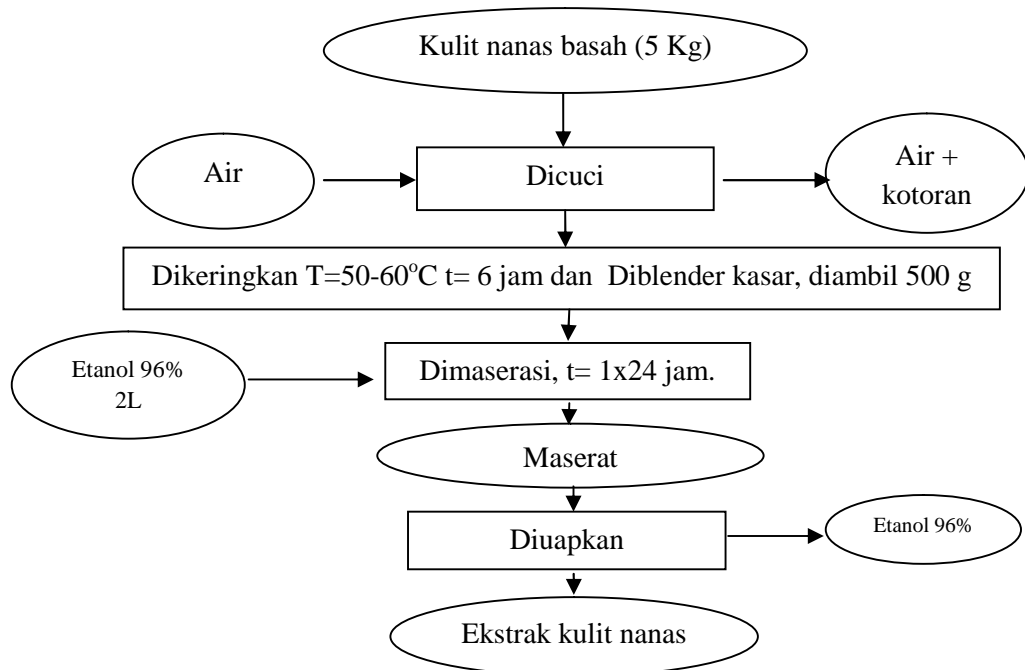 Kulit nanas basah (5 Kg)
Air
Dicuci
Air +
kotoran
Dikeringkan T=50-60°C t= 6 jam dan Diblender kasar, diambil 500 g
Etanol 96%
2L
Dimaserasi, t= 1x24 jam.
Maserat
Diuapkan
Etanol 96%
Ekstrak kulit nanas